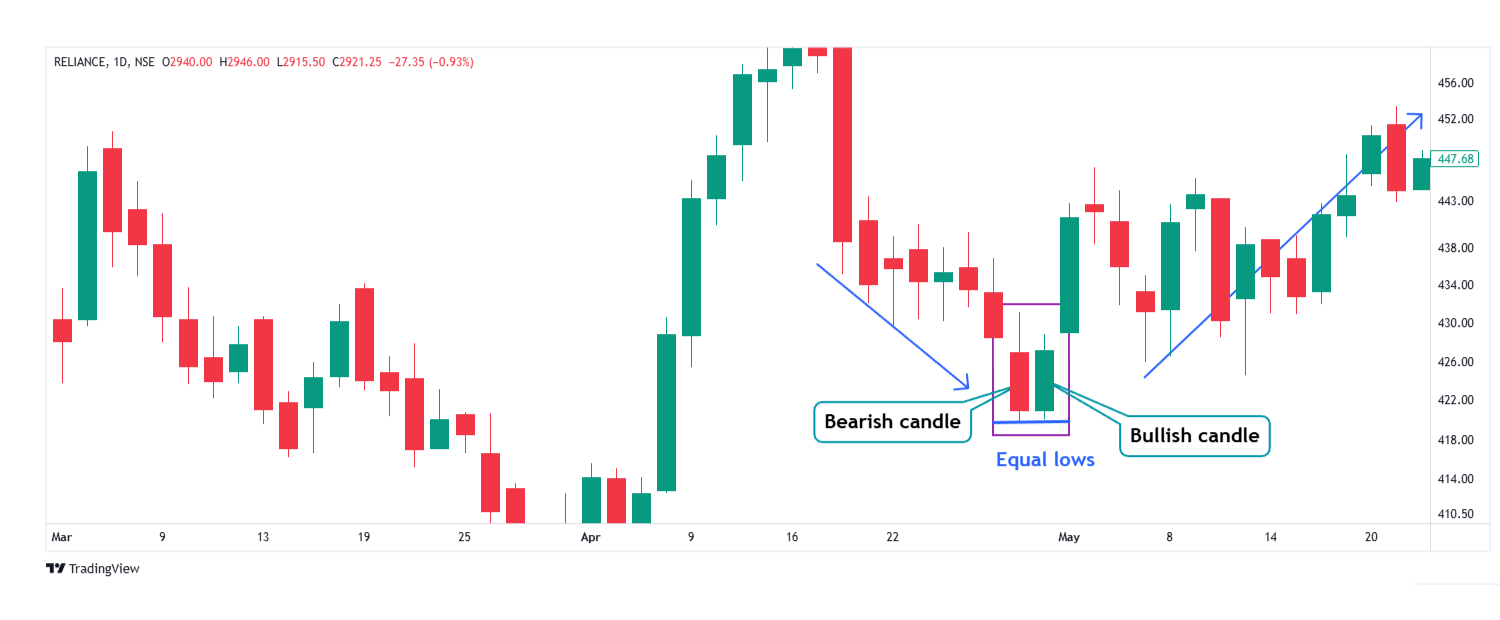 RELIANCE, 1D, NSE O2940.00 H2946.00 L2915.50 C2921.25 −27.35 (−0.93%)
456.00
452.00
447.68
443.00
438.00
434.00
430.00
426.00
422.00
418.00
414.00
410.50
Bearish candle
Bullish candle
Equal lows
Mar 9 13 19 25 Apr 9 16 22 May 8 14 20
TradingView